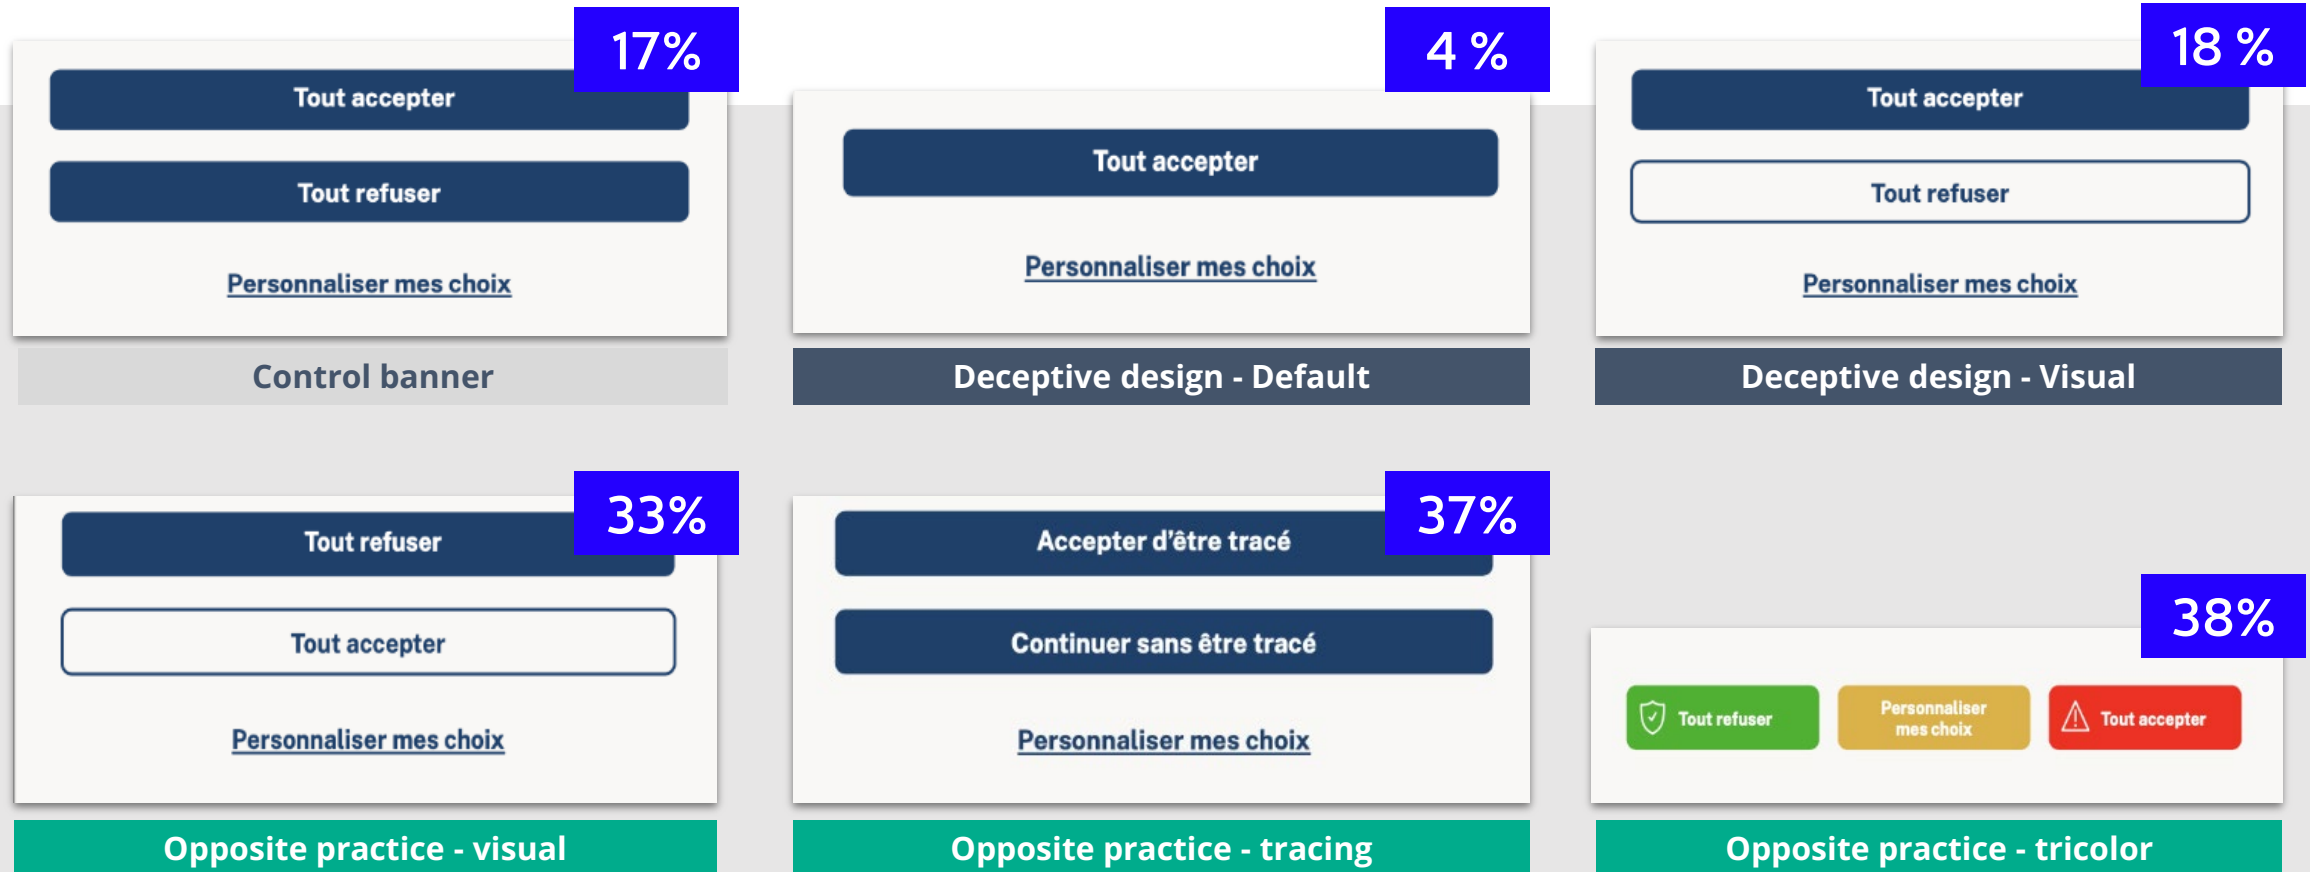 17%
Tout accepter
Tout refuser
Personnaliser mes choix
Control banner
4 %
Tout accepter
Personnaliser mes choix
Deceptive design - Default
18 %
Tout accepter
Tout refuser
Personnaliser mes choix
Deceptive design - Visual
33%
Tout refuser
Tout accepter
Personnaliser mes choix
Opposite practice - visual
37%
Accepter d’être tracé
Continuer sans être tracé
Personnaliser mes choix
Opposite practice - tracing
38%
Tout refuser
Personnaliser
mes choix
Tout accepter
Opposite practice - tricolor